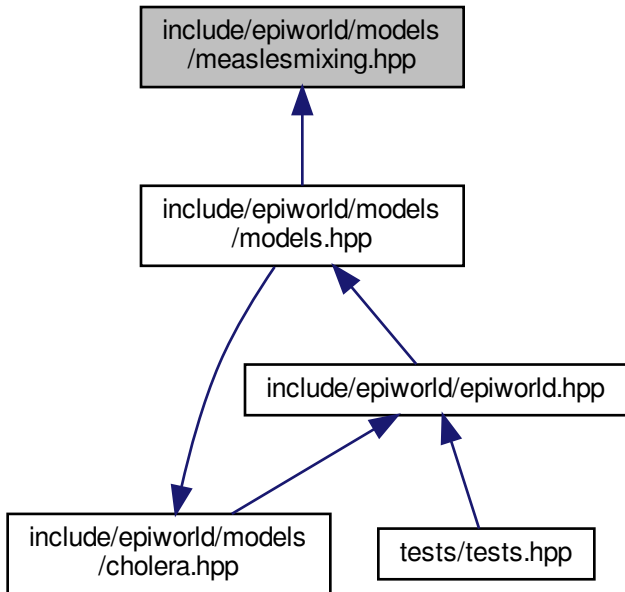 include/epiworld/models
/measlesmixing.hpp
include/epiworld/models
/models.hpp
include/epiworld/epiworld.hpp
include/epiworld/models
/cholera.hpp
tests/tests.hpp